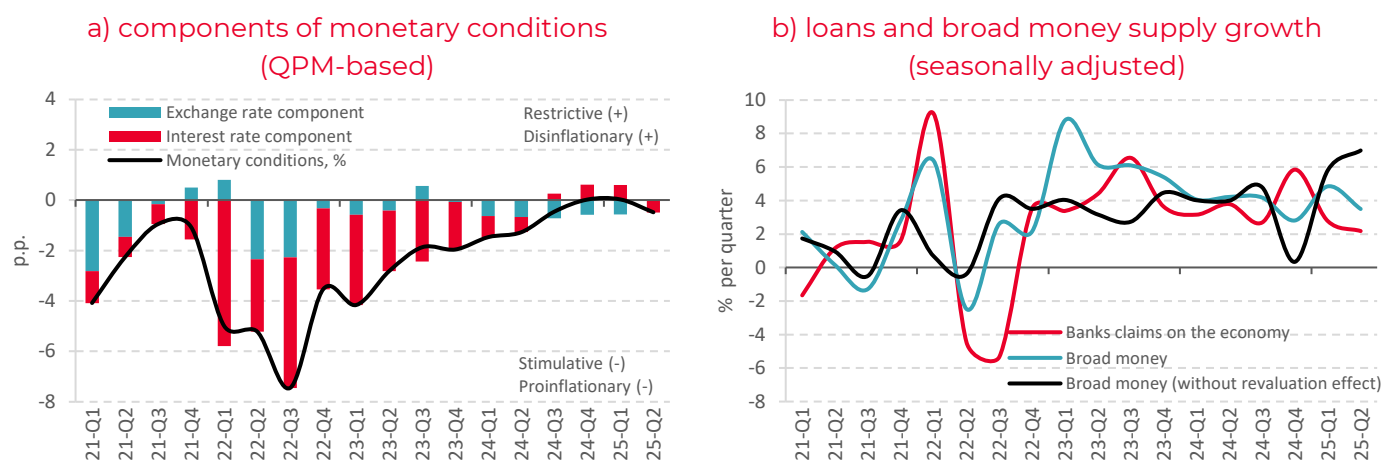 a) components of monetary conditions
(QPM-based)
4
2
0
-2
-4
-6
-8
p.p.
Exchange rate component
Interest rate component
Monetary conditions, %
Restrictive (+)
Disinflationary (+)
Stimulative (-)
Proinflationary (-)
21-Q1
21-Q2
21-Q3
21-Q4
22-Q1
22-Q2
22-Q3
22-Q4
23-Q1
23-Q2
23-Q3
23-Q4
24-Q1
24-Q2
24-Q3
24-Q4
25-Q1
25-Q2
b) loans and broad money supply growth
(seasonally adjusted)
10
8
6
4
2
0
-2
-4
-6
-8
% per quarter
Banks claims on the economy
Broad money
Broad money (without revaluation effect)
21-Q1
21-Q2
21-Q3
21-Q4
22-Q1
22-Q2
22-Q3
22-Q4
23-Q1
23-Q2
23-Q3
23-Q4
24-Q1
24-Q2
24-Q3
24-Q4
25-Q1
25-Q2